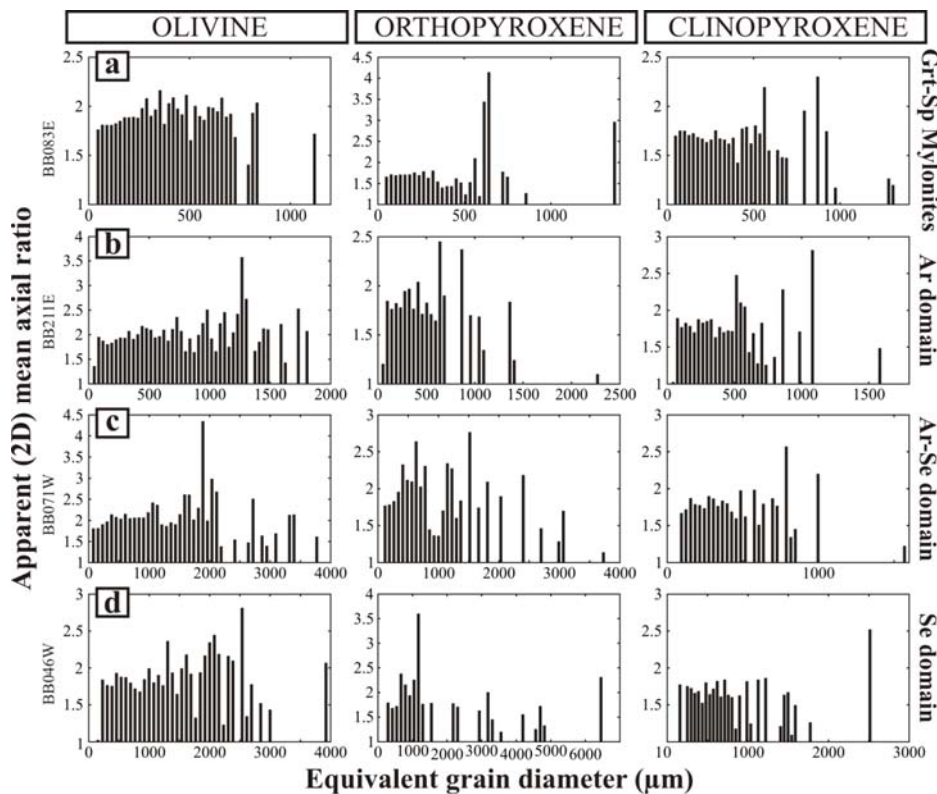 OLIVINE ORTHOPYROXENE CLINOPYROXENE
Apparent (2D) mean axial ratio
a
BB083E
2.5
2
1.5
1
0 500 1000
4.5
4
3.5
3
2.5
2
1.5
1
0 500 1000
2.5
2
1.5
1
0 500 1000
Grt-Sp Mylonites
b
BB211E
4
3.5
3
2.5
2
1.5
1
0 500 1000 1500 2000
2.5
2
1.5
1
0 500 1000 1500 2000 2500
3
2.5
2
1.5
1
0 500 1000 1500
Ar domain
c
BB071W
4.5
4
3.5
3
2.5
2
1.5
1
0 1000 2000 3000 4000
3
2.5
2
1.5
1
0 1000 2000 3000 4000
3
2.5
2
1.5
1
0 1000
Ar-Se domain
d
BB046W
3
2.5
2
1.5
1
0 1000 2000 3000 4000
4
3.5
3
2.5
2
1.5
1
0 1000 2000 3000 4000 5000 6000
3
2.5
2
1.5
10 1000 2000 3000
Se domain
Equivalent grain diameter (µm)